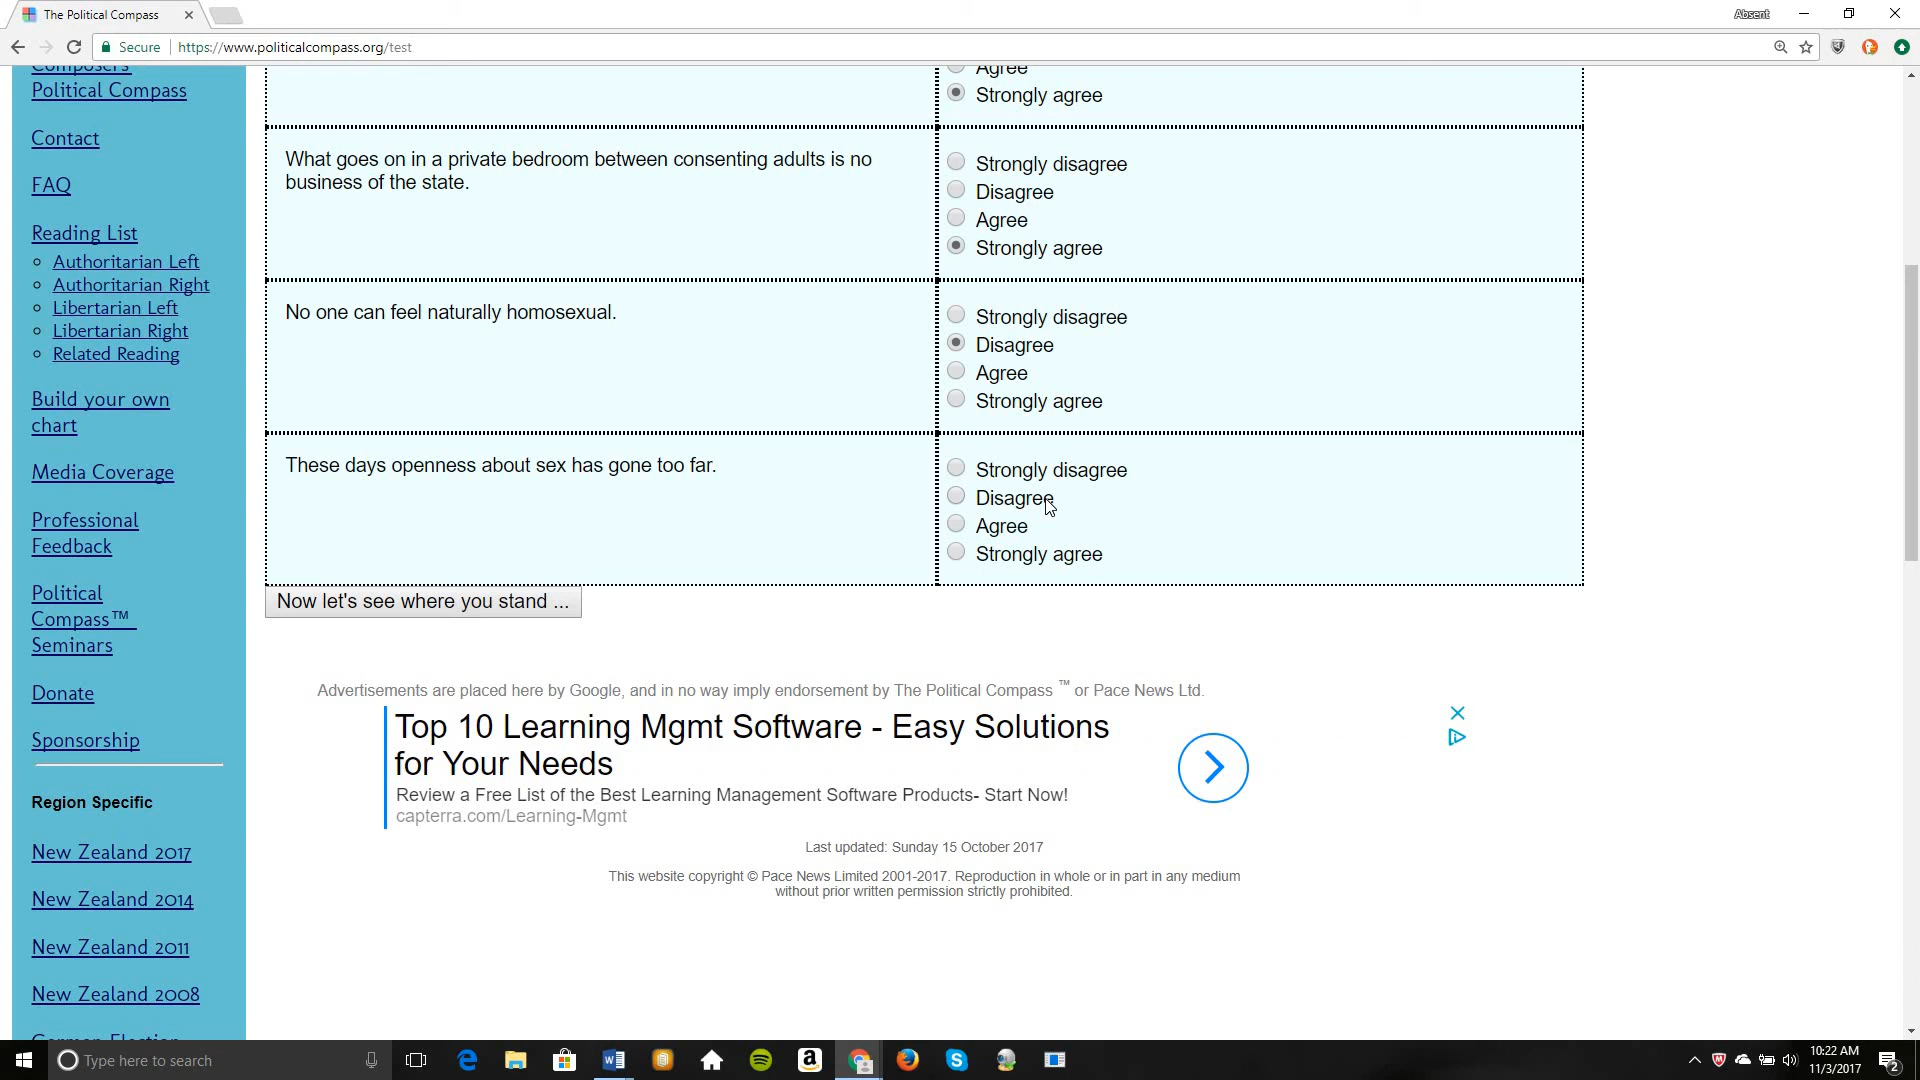 The Political Compass
Absent
Secure
https://www.politicalcompass.org/test
Composers'
Political Compass
Contact
FAQ
Reading List
Authoritarian Left
Authoritarian Right
Libertarian Left
Libertarian Right
Related Reading
Build your own
chart
Media Coverage
Professional
Feedback
Political
Compass™
Seminars
Donate
Sponsorship
Region Specific
New Zealand 2017
New Zealand 2014
New Zealand 2011
New Zealand 2008
German Election
Agree
Strongly agree
What goes on in a private bedroom between consenting adults is no
business of the state.
Strongly disagree
Disagree
Agree
Strongly agree
No one can feel naturally homosexual.
Strongly disagree
Disagree
Agree
Strongly agree
These days openness about sex has gone too far.
Strongly disagree
Disagree
Agree
Strongly agree
Now let's see where you stand ...
Advertisements are placed here by Google, and in no way imply endorsement by The Political Compass ™ or Pace News Ltd.
Top 10 Learning Mgmt Software - Easy Solutions
for Your Needs
Review a Free List of the Best Learning Management Software Products- Start Now!
capterra.com/Learning-Mgmt
Last updated: Sunday 15 October 2017
This website copyright © Pace News Limited 2001-2017. Reproduction in whole or in part in any medium
without prior written permission strictly prohibited.
Type here to search
10:22 AM
11/3/2017
2